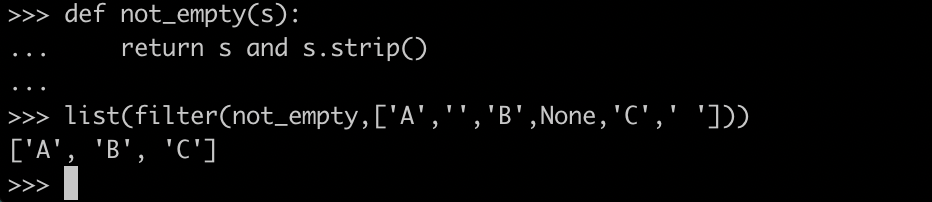 >>> def not_empty(s):
...     return s and s.strip()
...
>>> list(filter(not_empty,['A','','B',None,'C',' ']))
['A', 'B', 'C']
>>>